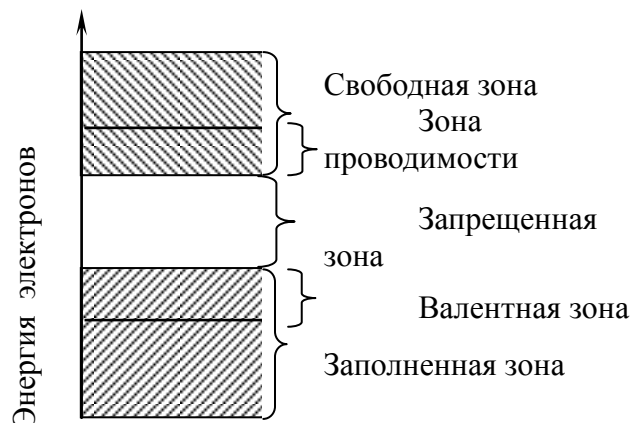 Свободная зона
Зона
проводимости
Запрещенная
зона
Валентная зона
Заполненная зона
Энергия электронов